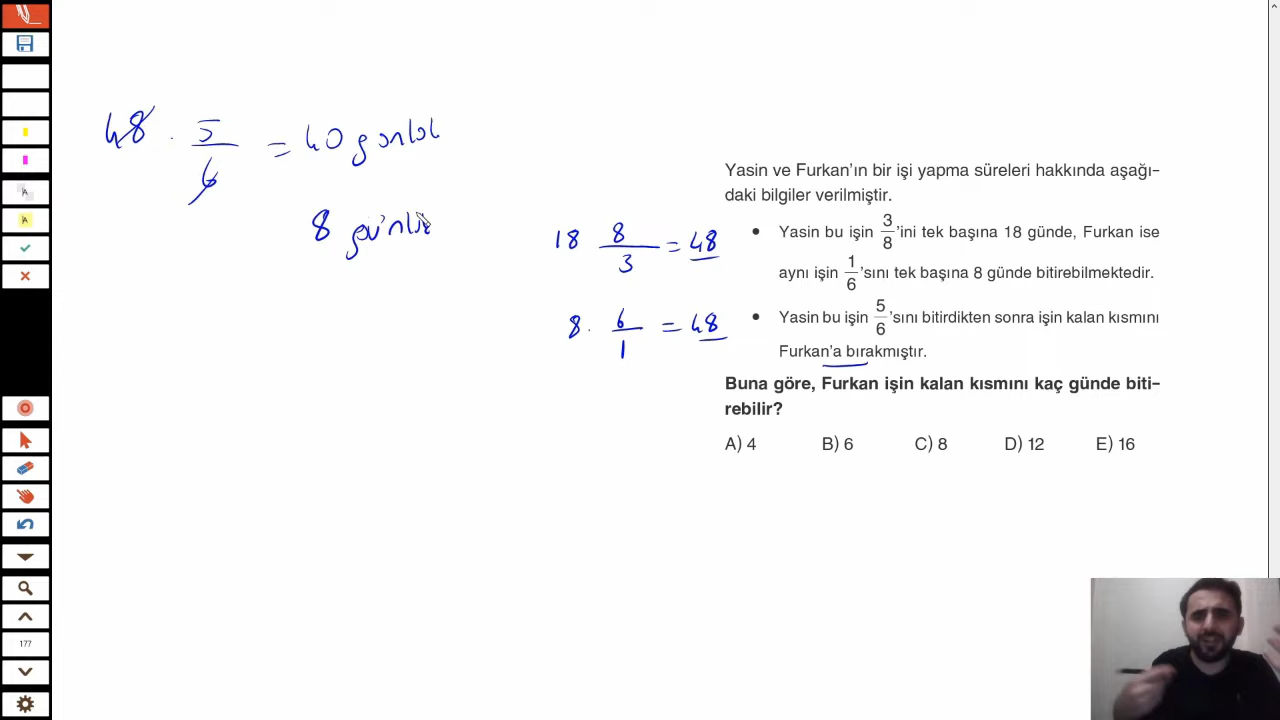 48 . 5/6 = 40 günlük
8 günlük
18 8/3 = 48
8 . 6/1 = 48
Yasin ve Furkan'ın bir işi yapma süreleri hakkında aşağı-
daki bilgiler verilmiştir.
• Yasin bu işin 3/8'ini tek başına 18 günde, Furkan ise
aynı işin 1/6'sını tek başına 8 günde bitirebilmektedir.
• Yasin bu işin 5/6'sını bitirdikten sonra işin kalan kısmını
Furkan'a bırakmıştır.
Buna göre, Furkan işin kalan kısmını kaç günde biti-
rebilir?
A) 4 B) 6 C) 8 D) 12 E) 16
A
A
177